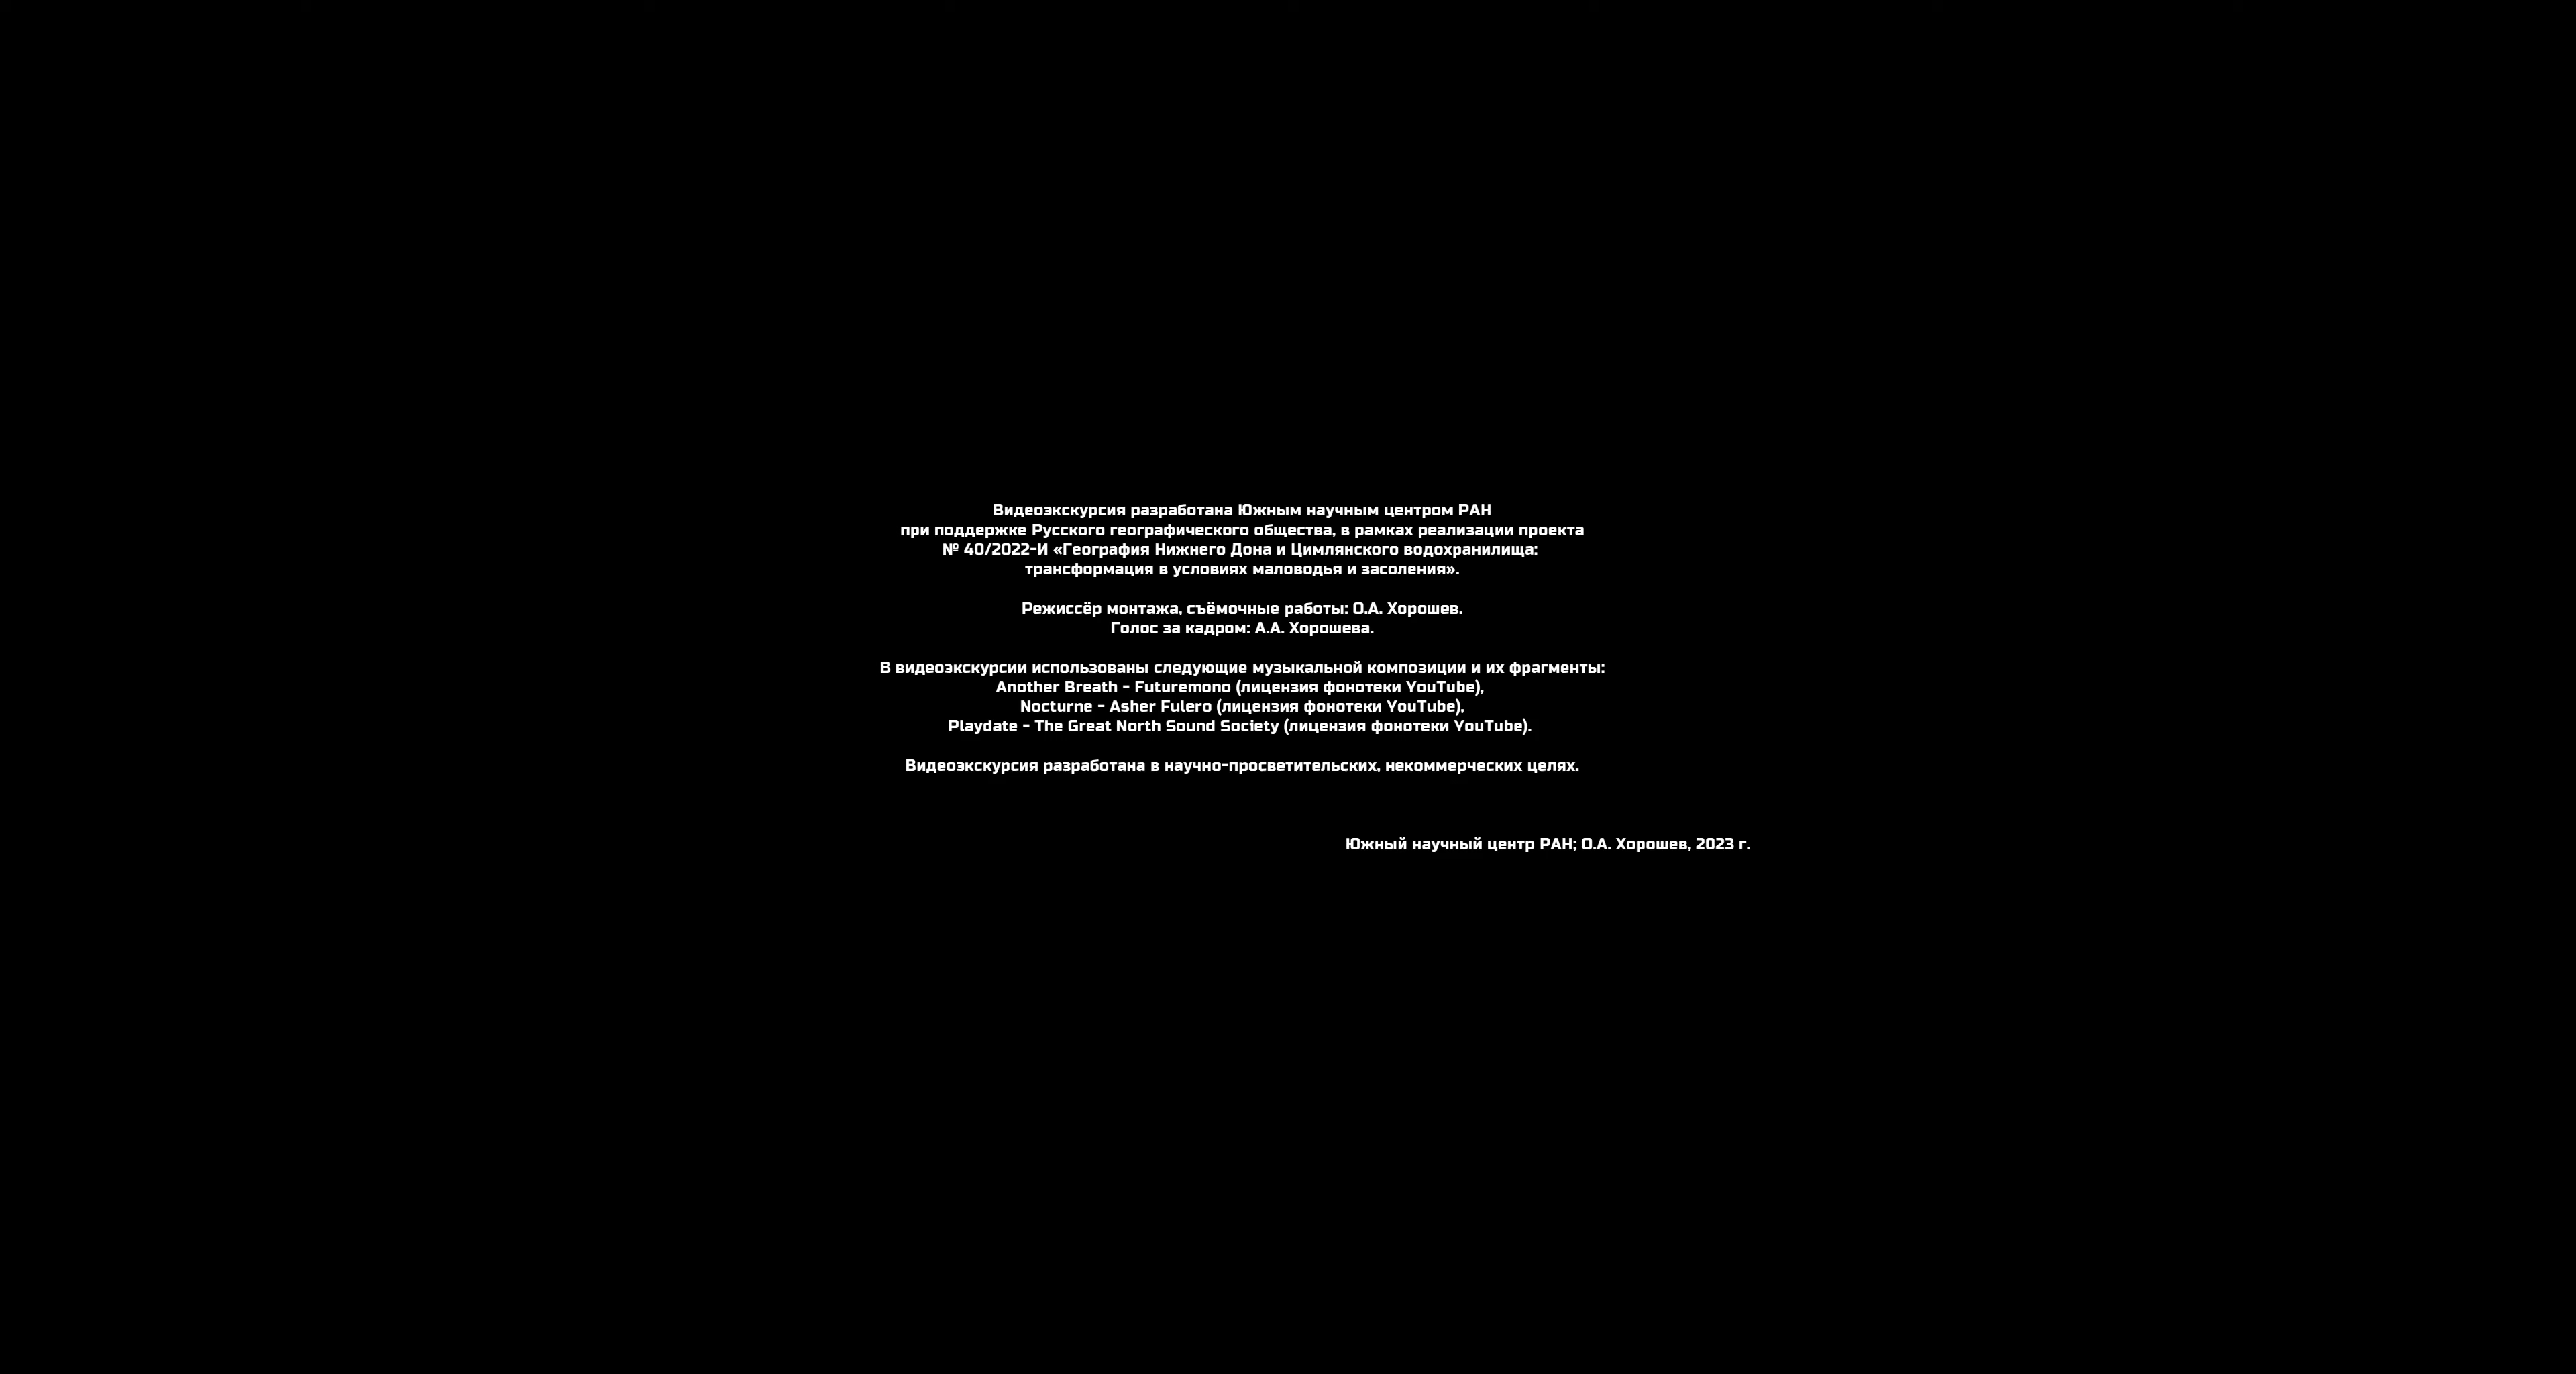 Видеоэкскурсия разработана Южным научным центром РАН
при поддержке Русского географического общества, в рамках реализации проекта
№ 40/2022-И «География Нижнего Дона и Цимлянского водохранилища:
трансформация в условиях маловодья и засоления».
Режиссёр монтажа, съёмочные работы: О.А. Хорошев.
Голос за кадром: А.А. Хорошева.
В видеоэкскурсии использованы следующие музыкальной композиции и их фрагменты:
Another Breath - Futuremono (лицензия фонотеки YouTube),
Nocturne - Asher Fulero (лицензия фонотеки YouTube),
Playdate - The Great North Sound Society (лицензия фонотеки YouTube).
Видеоэкскурсия разработана в научно-просветительских, некоммерческих целях.
Южный научный центр РАН; О.А. Хорошев, 2023 г.